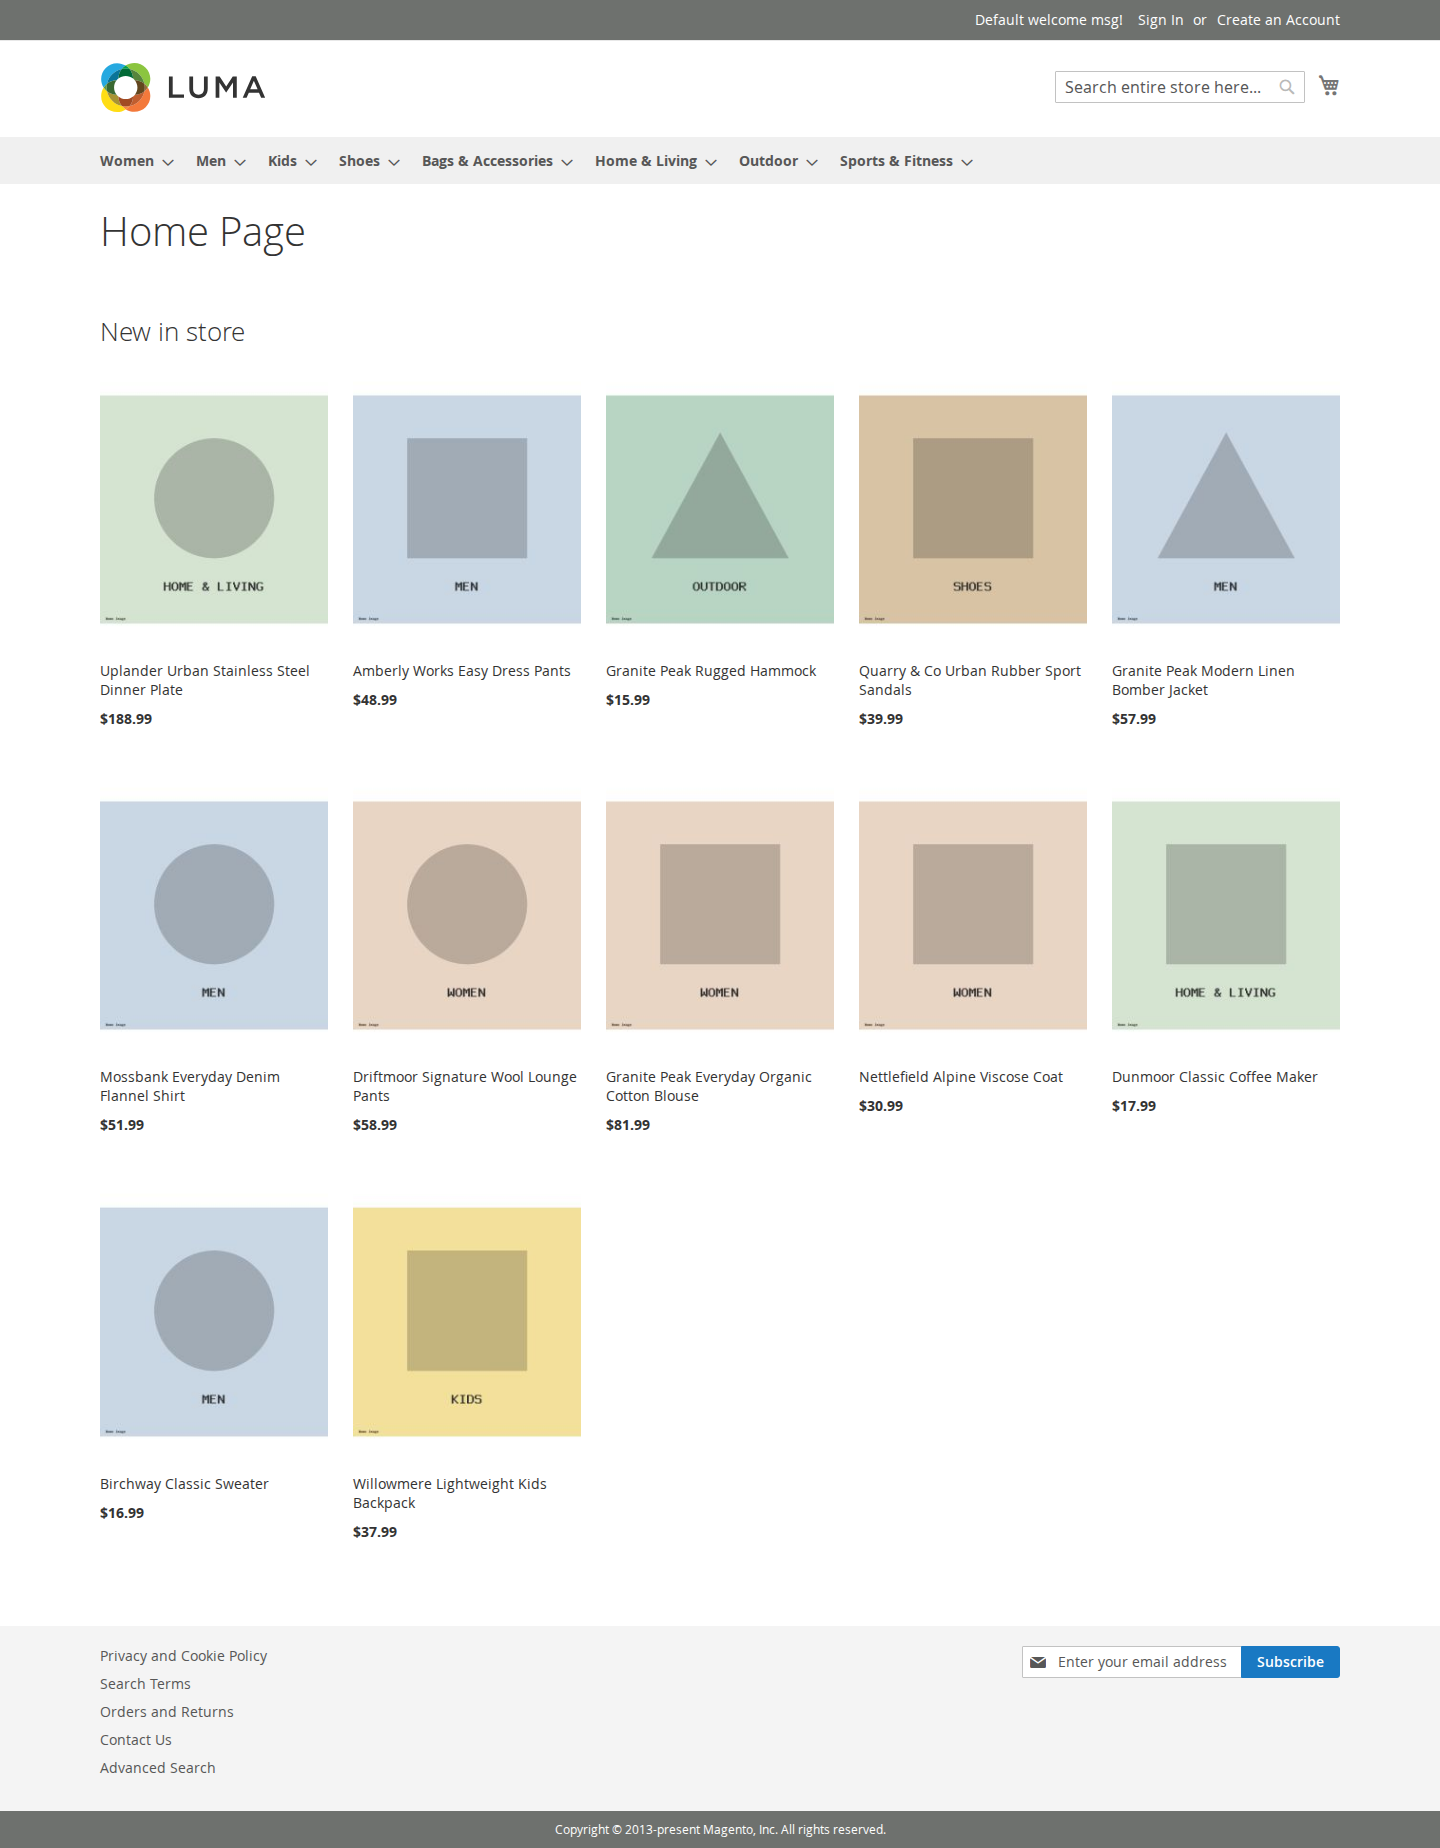 Default welcome msg! Sign In or Create an Account
LUMA
Search entire store here...
Women Men Kids Shoes Bags & Accessories Home & Living Outdoor Sports & Fitness
Home Page
New in store
HOME & LIVING
MEN
OUTDOOR
SHOES
MEN
Uplander Urban Stainless Steel
Dinner Plate
$188.99
Amberly Works Easy Dress Pants
$48.99
Granite Peak Rugged Hammock
$15.99
Quarry & Co Urban Rubber Sport
Sandals
$39.99
Granite Peak Modern Linen
Bomber Jacket
$57.99
MEN
WOMEN
WOMEN
WOMEN
HOME & LIVING
Mossbank Everyday Denim
Flannel Shirt
$51.99
Driftmoor Signature Wool Lounge
Pants
$58.99
Granite Peak Everyday Organic
Cotton Blouse
$81.99
Nettlefield Alpine Viscose Coat
$30.99
Dunmoor Classic Coffee Maker
$17.99
MEN
KIDS
Birchway Classic Sweater
$16.99
Willowmere Lightweight Kids
Backpack
$37.99
Privacy and Cookie Policy
Search Terms
Orders and Returns
Contact Us
Advanced Search
Enter your email address
Subscribe
Copyright © 2013-present Magento, Inc. All rights reserved.